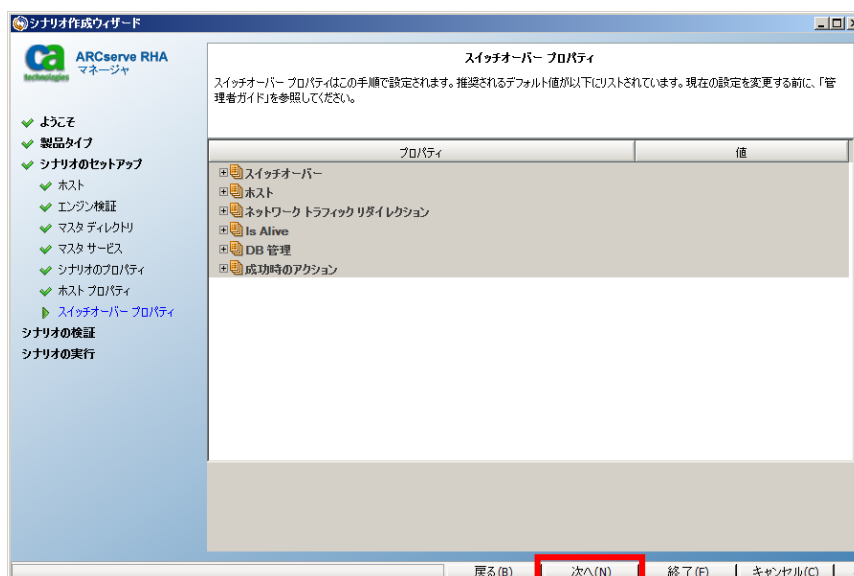 シナリオ作成ウィザード
ca
technologies
ARCserve RHA
マネージャ
ようこそ
製品タイプ
シナリオのセットアップ
ホスト
エンジン検証
マスタ ディレクトリ
マスタ サービス
シナリオのプロパティ
ホスト プロパティ
スイッチオーバー プロパティ
シナリオの検証
シナリオの実行
スイッチオーバー プロパティ
スイッチオーバー プロパティはこの手順で設定されます。推奨されるデフォルト値が以下にリストされています。現在の設定を変更する前に、「管
理者ガイド」を参照してください。
プロパティ 値
スイッチオーバー
ホスト
ネットワーク トラフィック リダイレクション
Is Alive
DB 管理
成功時のアクション
戻る(B) 次へ(N) 終了(F) キャンセル(C)